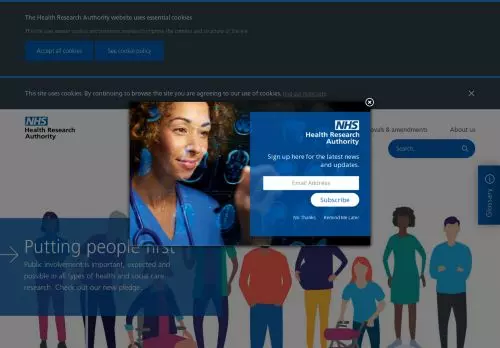 The Health Research Authority website uses essential cookies
Accept all cookies
See cookie policy
This site uses cookies. By continuing to browse the site you are agreeing to our use of cookies. find out more here
NHS
Health Research
Authority
& amendments
About us
Search..
NHS
Health Research
Authority
Sign up here for the latest news
and updates.
Email Address
Subscribe
No Thanks
Remind Me Later
Glossary
Putting people first
Public involvement is important, expected and
possible in all types of health and social care
research. Check out our new pledge.